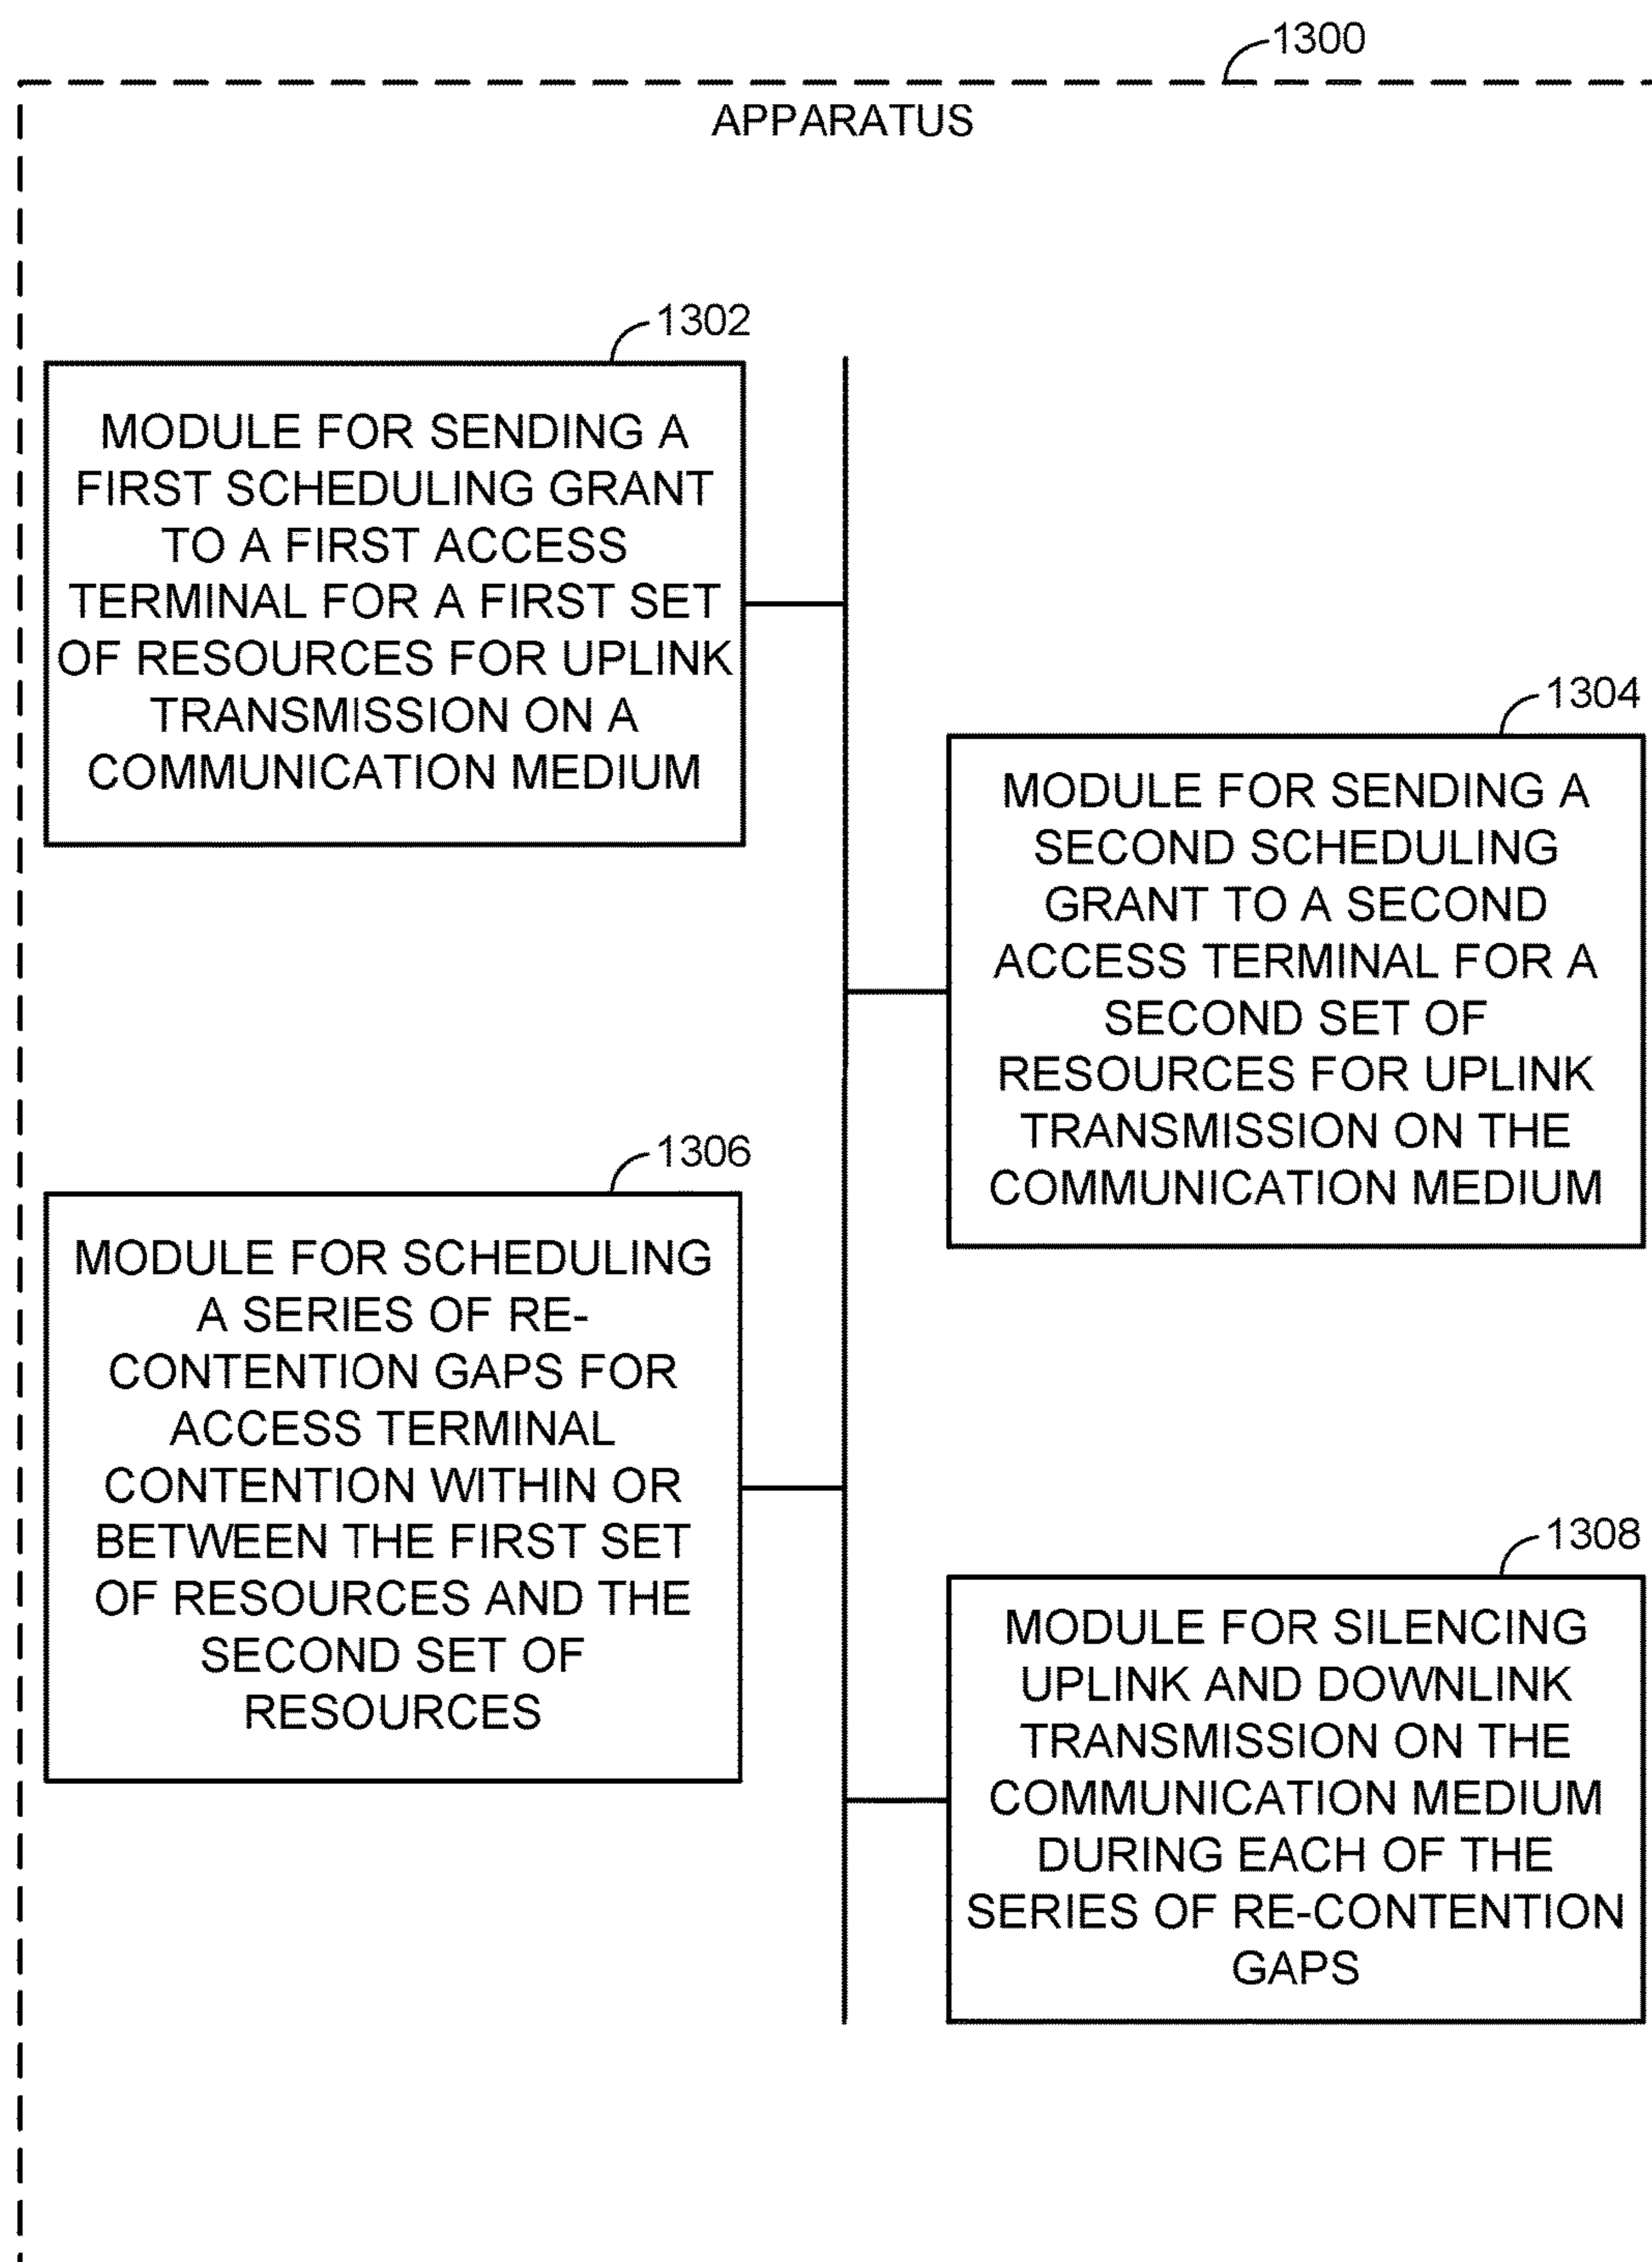 1300
APPARATUS
1302
MODULE FOR SENDING A
FIRST SCHEDULING GRANT
TO A FIRST ACCESS
TERMINAL FOR A FIRST SET
OF RESOURCES FOR UPLINK
TRANSMISSION ON A
COMMUNICATION MEDIUM
1304
MODULE FOR SENDING A
SECOND SCHEDULING
GRANT TO A SECOND
ACCESS TERMINAL FOR A
SECOND SET OF
RESOURCES FOR UPLINK
TRANSMISSION ON THE
COMMUNICATION MEDIUM
1306
MODULE FOR SCHEDULING
A SERIES OF RE-
CONTENTION GAPS FOR
ACCESS TERMINAL
CONTENTION WITHIN OR
BETWEEN THE FIRST SET
OF RESOURCES AND THE
SECOND SET OF
RESOURCES
1308
MODULE FOR SILENCING
UPLINK AND DOWNLINK
TRANSMISSION ON THE
COMMUNICATION MEDIUM
DURING EACH OF THE
SERIES OF RE-CONTENTION
GAPS